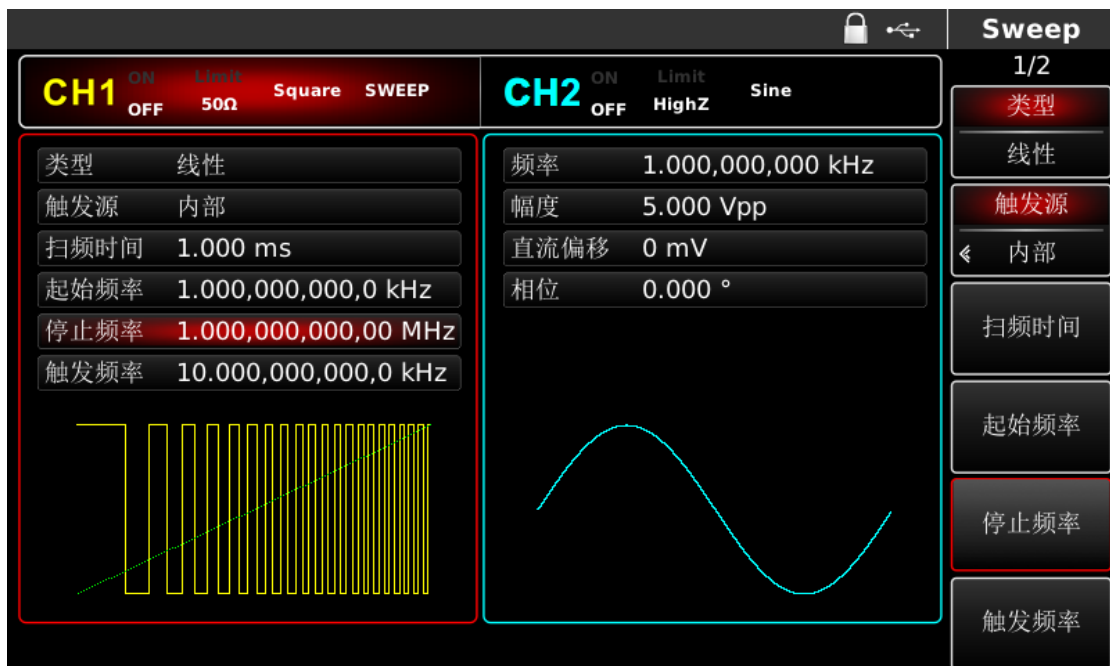 Sweep
1/2
CH1 ON OFF Limit 50Ω Square SWEEP
CH2 ON OFF Limit HighZ Sine
类型 线性
触发源 内部
扫频时间 1.000 ms
起始频率 1.000,000,000,0 kHz
停止频率 1.000,000,000,00 MHz
触发频率 10.000,000,000,0 kHz
频率 1.000,000,000 kHz
幅度 5.000 Vpp
直流偏移 0 mV
相位 0.000 °
类型
线性
触发源
内部
扫频时间
起始频率
停止频率
触发频率